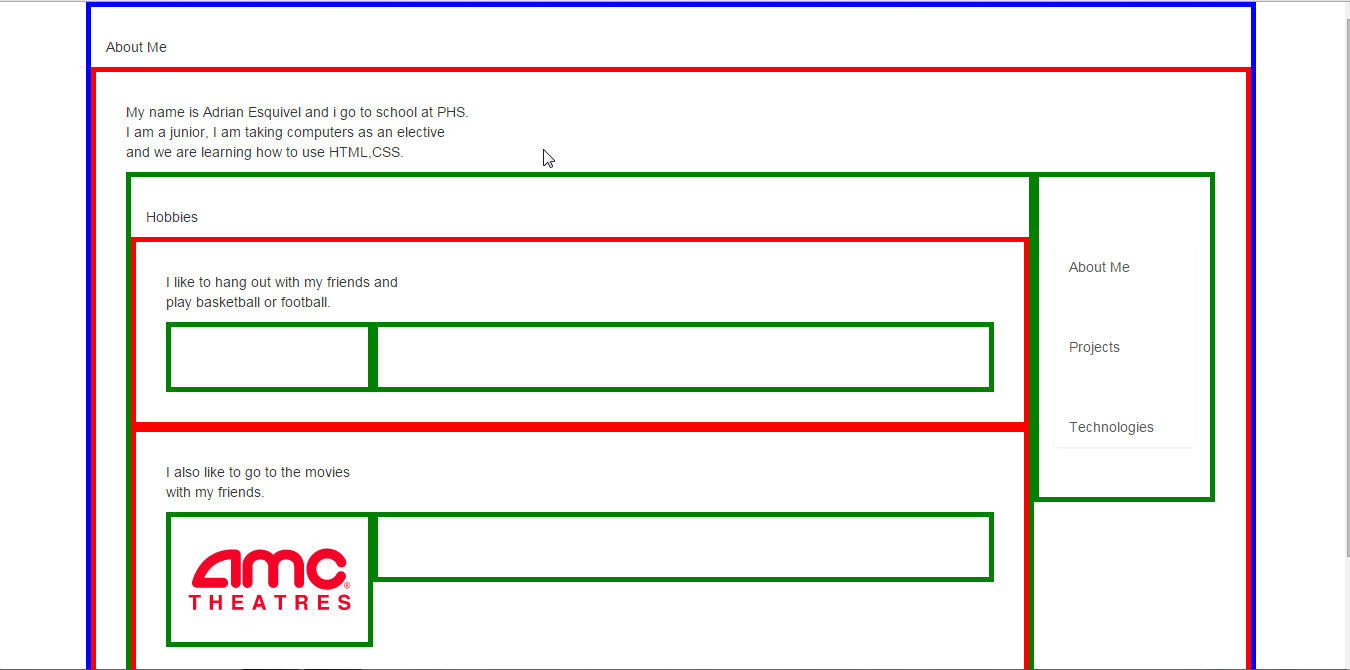 About Me
My name is Adrian Esquivel and i go to school at PHS.
I am a junior, I am taking computers as an elective
and we are learning how to use HTML,CSS.
Hobbies
I like to hang out with my friends and
play basketball or football.
About Me
Projects
Technologies
I also like to go to the movies
with my friends.
amc
THEATRES®